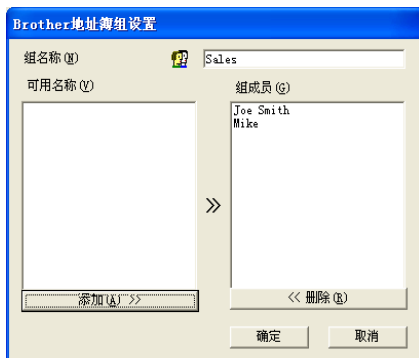 Brother地址簿组设置
组名称(N)
Sales
可用名称(V)
组成员(G)
Joe Smith
Mike
添加(A) >>
<< 删除(R)
确定
取消